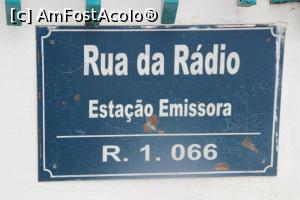 [c] AmFostAcolo®
Rua da Rádio
Estação Emissora
R. 1. 066